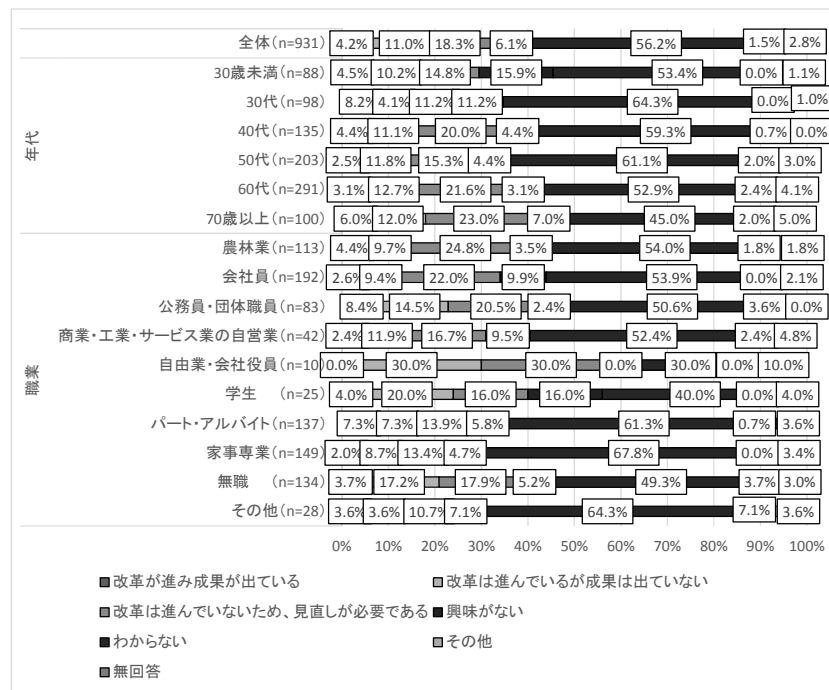 全体(n=931) 4.2% 11.0% 18.3% 6.1% 56.2% 1.5% 2.8%
年代
30歳未満(n=88) 4.5% 10.2% 14.8% 15.9% 53.4% 0.0% 1.1%
30代(n=98) 8.2% 4.1% 11.2% 11.2% 64.3% 0.0% 1.0%
40代(n=135) 4.4% 11.1% 20.0% 4.4% 59.3% 0.7% 0.0%
50代(n=203) 2.5% 11.8% 15.3% 4.4% 61.1% 2.0% 3.0%
60代(n=291) 3.1% 12.7% 21.6% 3.1% 52.9% 2.4% 4.1%
70歳以上(n=100) 6.0% 12.0% 23.0% 7.0% 45.0% 2.0% 5.0%
職業
農林業(n=113) 4.4% 9.7% 24.8% 3.5% 54.0% 1.8% 1.8%
会社員(n=192) 2.6% 9.4% 22.0% 9.9% 53.9% 0.0% 2.1%
公務員・団体職員(n=83) 8.4% 14.5% 20.5% 2.4% 50.6% 3.6% 0.0%
商業・工業・サービス業の自営業(n=42) 2.4% 11.9% 16.7% 9.5% 52.4% 2.4% 4.8%
自由業・会社役員(n=10) 0.0% 30.0% 30.0% 0.0% 30.0% 0.0% 10.0%
学生 (n=25) 4.0% 20.0% 16.0% 16.0% 40.0% 0.0% 4.0%
パート・アルバイト(n=137) 7.3% 7.3% 13.9% 5.8% 61.3% 0.7% 3.6%
家事専業(n=149) 2.0% 8.7% 13.4% 4.7% 67.8% 0.0% 3.4%
無職 (n=134) 3.7% 17.2% 17.9% 5.2% 49.3% 3.7% 3.0%
その他(n=28) 3.6% 3.6% 10.7% 7.1% 64.3% 7.1% 3.6%
0% 10% 20% 30% 40% 50% 60% 70% 80% 90% 100%
改革が進み成果が出ている 改革は進んでいるが成果は出ていない
改革は進んでいないため、見直しが必要である 興味がない
わからない その他
無回答